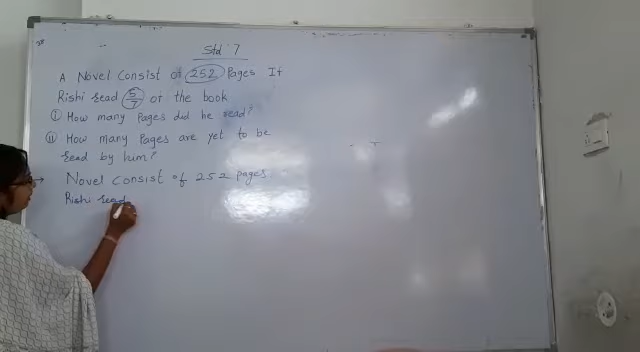 Std 7
A Novel Consist of 252 Pages If
Rishi read 5/7 of the book
(i) How many Pages did he read?
(ii) How many Pages are yet to be
read by him?
→ Novel consist of 252 pages
Rishi read